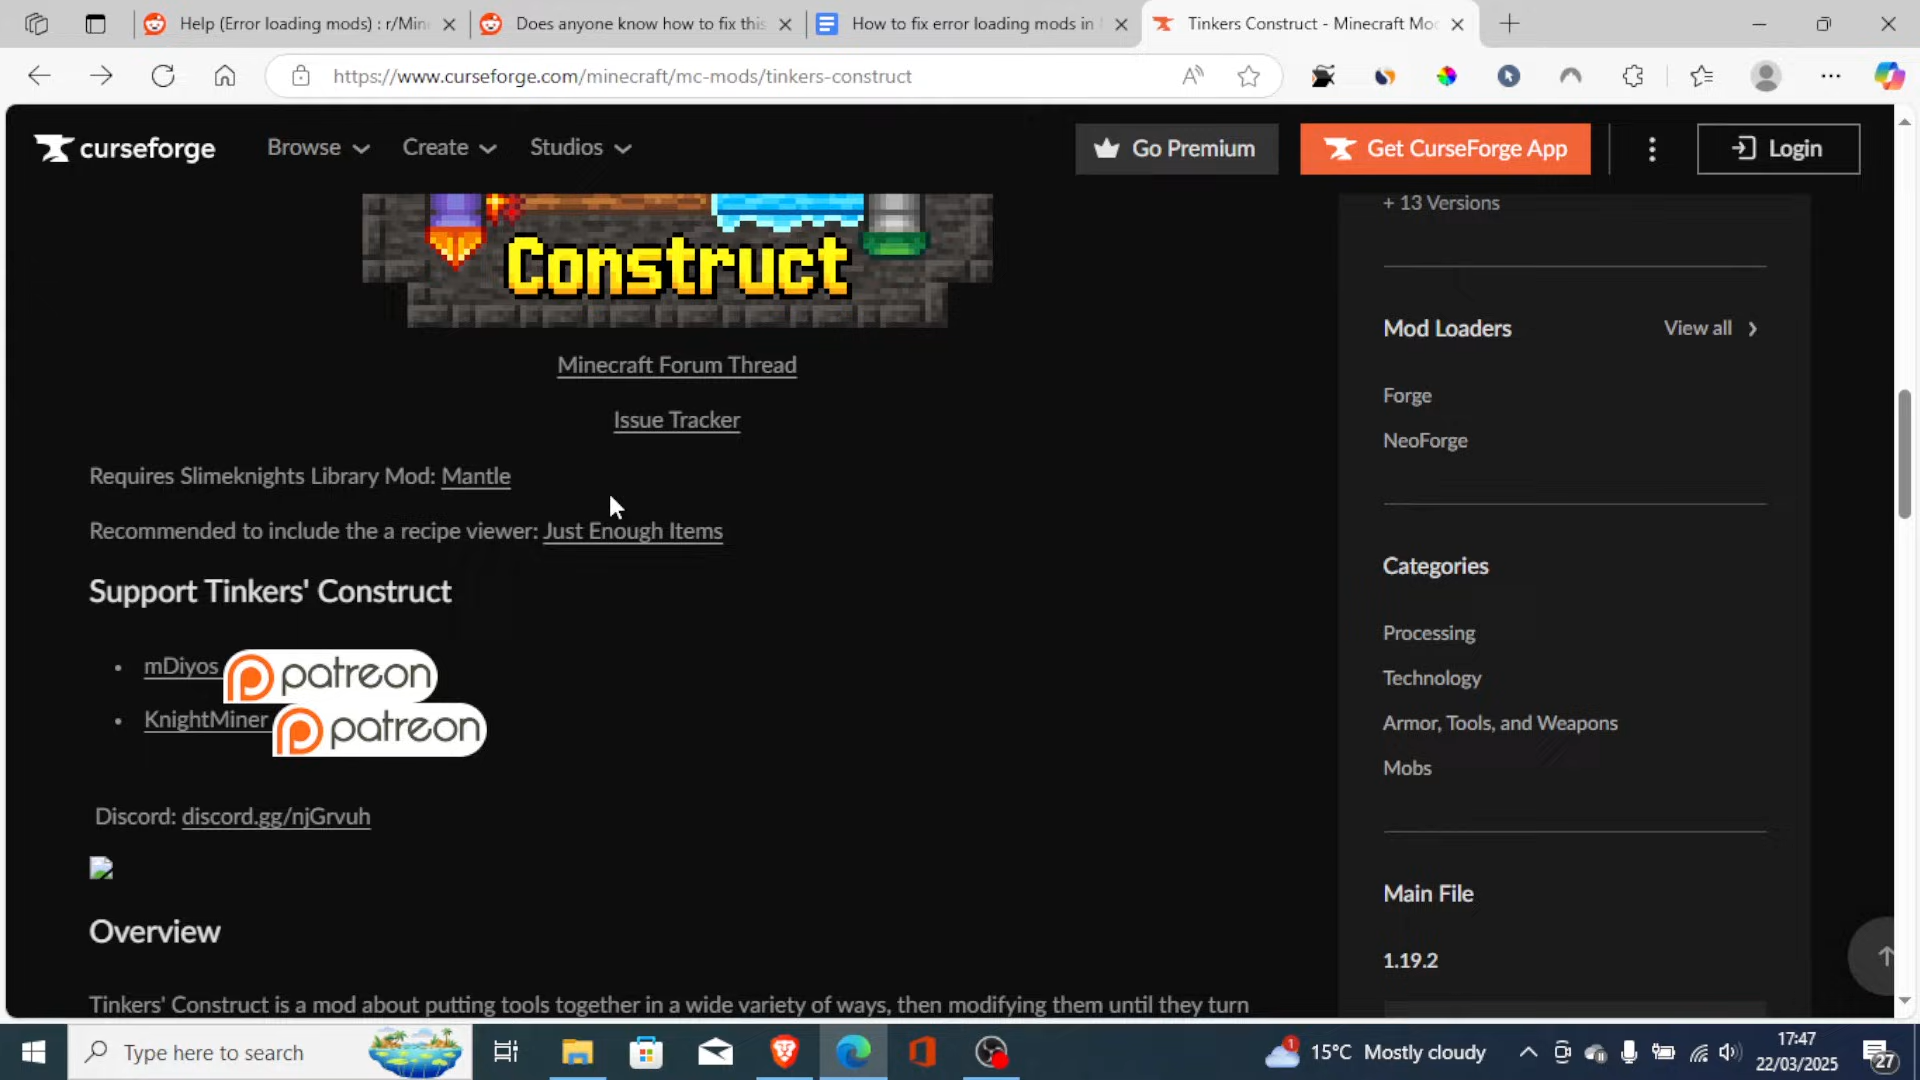 Help (Error loading mods) : r/Min
Does anyone know how to fix this
How to fix error loading mods in
Tinkers Construct - Minecraft Mo
https://www.curseforge.com/minecraft/mc-mods/tinkers-construct
curseforge
Browse
Create
Studios
Go Premium
Get CurseForge App
Login
Construct
Minecraft Forum Thread
Issue Tracker
Requires Slimeknights Library Mod: Mantle
Recommended to include the a recipe viewer: Just Enough Items
Support Tinkers' Construct
mDiyos patreon
KnightMiner patreon
Discord: discord.gg/njGrvuh
Overview
Tinkers' Construct is a mod about putting tools together in a wide variety of ways, then modifying them until they turn
+ 13 Versions
Mod Loaders
View all
Forge
NeoForge
Categories
Processing
Technology
Armor, Tools, and Weapons
Mobs
Main File
1.19.2
Type here to search
1
15°C Mostly cloudy
17:47
22/03/2025
27